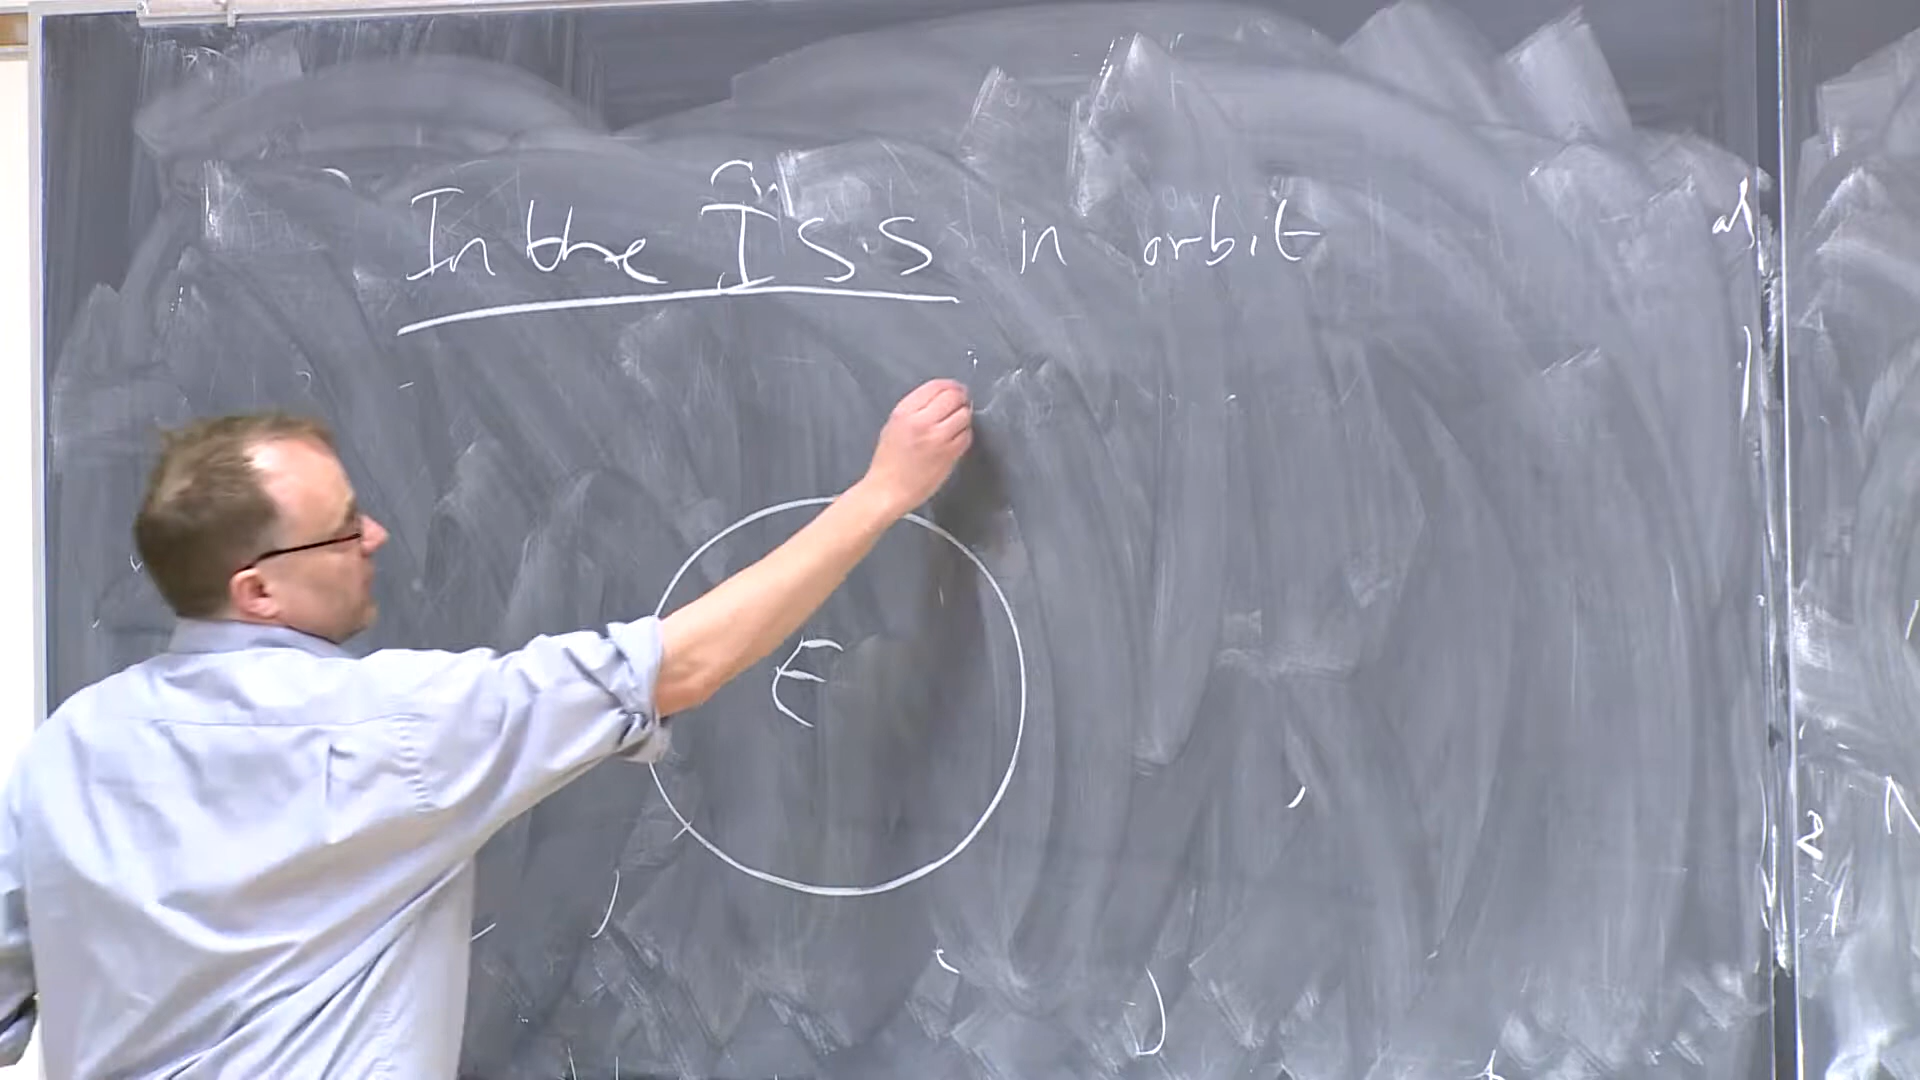 In the ISS in orbit
E